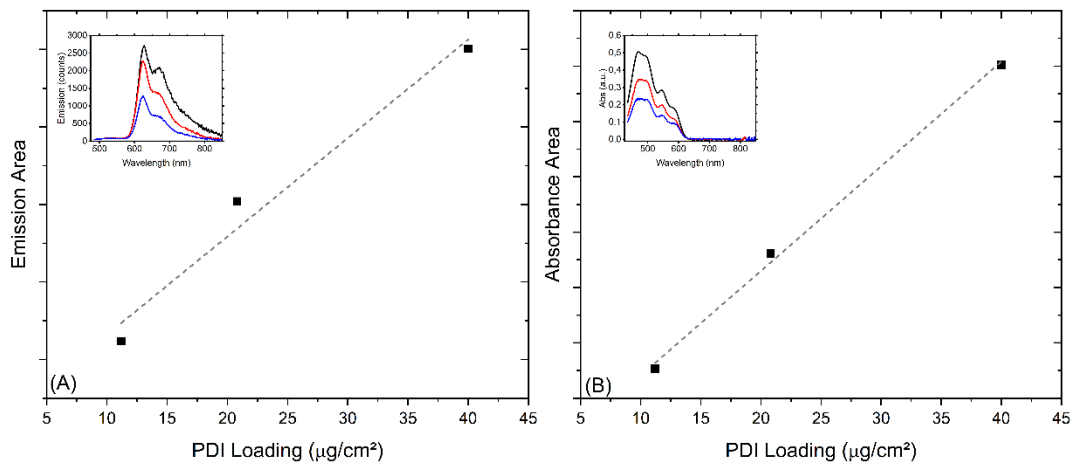 3000
2500
2000
1500
1000
500
0
Emission (counts)
500 600 700 800
Wavelength (nm)
Emission Area
(A)
5 10 15 20 25 30 35 40 45
PDI Loading (μg/cm²)
0,6
0,5
0,4
0,3
0,2
0,1
0,0
Abs (a.u.)
500 600 700 800
Wavelength (nm)
Absorbance Area
(B)
5 10 15 20 25 30 35 40 45
PDI Loading (μg/cm²)